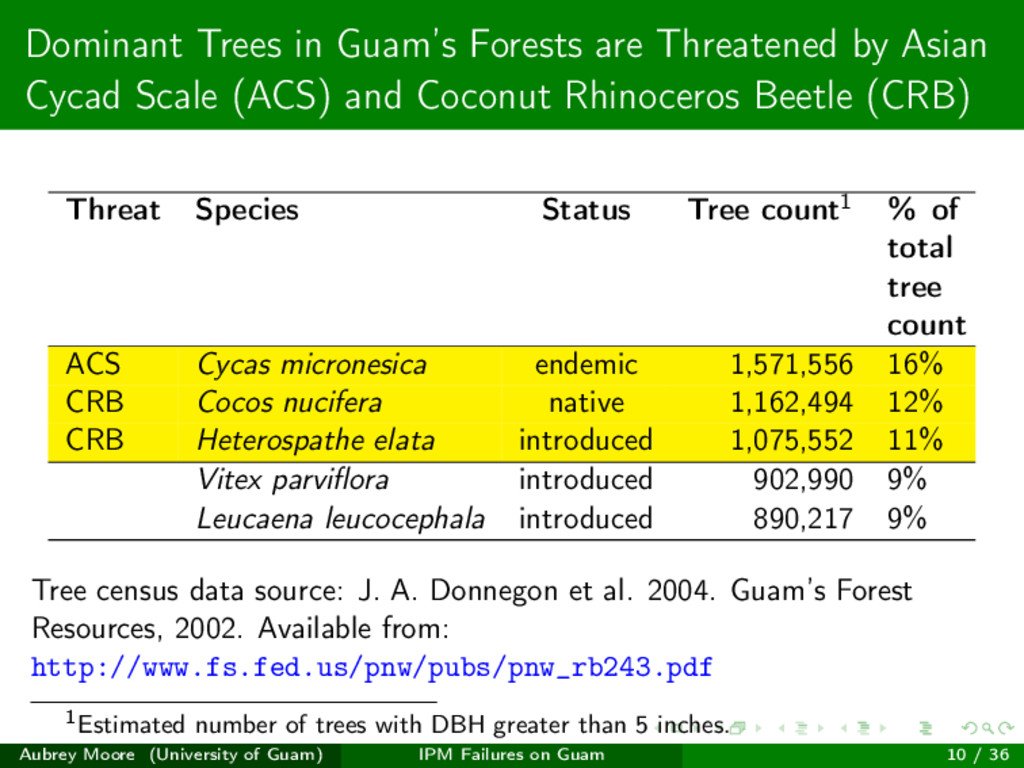 Dominant Trees in Guam's Forests are Threatened by Asian
Cycad Scale (ACS) and Coconut Rhinoceros Beetle (CRB)
Threat Species Status Tree count¹ % of
total
tree
count
ACS Cycas micronesica endemic 1,571,556 16%
CRB Cocos nucifera native 1,162,494 12%
CRB Heterospathe elata introduced 1,075,552 11%
Vitex parviflora introduced 902,990 9%
Leucaena leucocephala introduced 890,217 9%
Tree census data source: J. A. Donnegon et al. 2004. Guam's Forest
Resources, 2002. Available from:
http://www.fs.fed.us/pnw/pubs/pnw_rb243.pdf
¹Estimated number of trees with DBH greater than 5 inches.
Aubrey Moore (University of Guam) IPM Failures on Guam 10 / 36